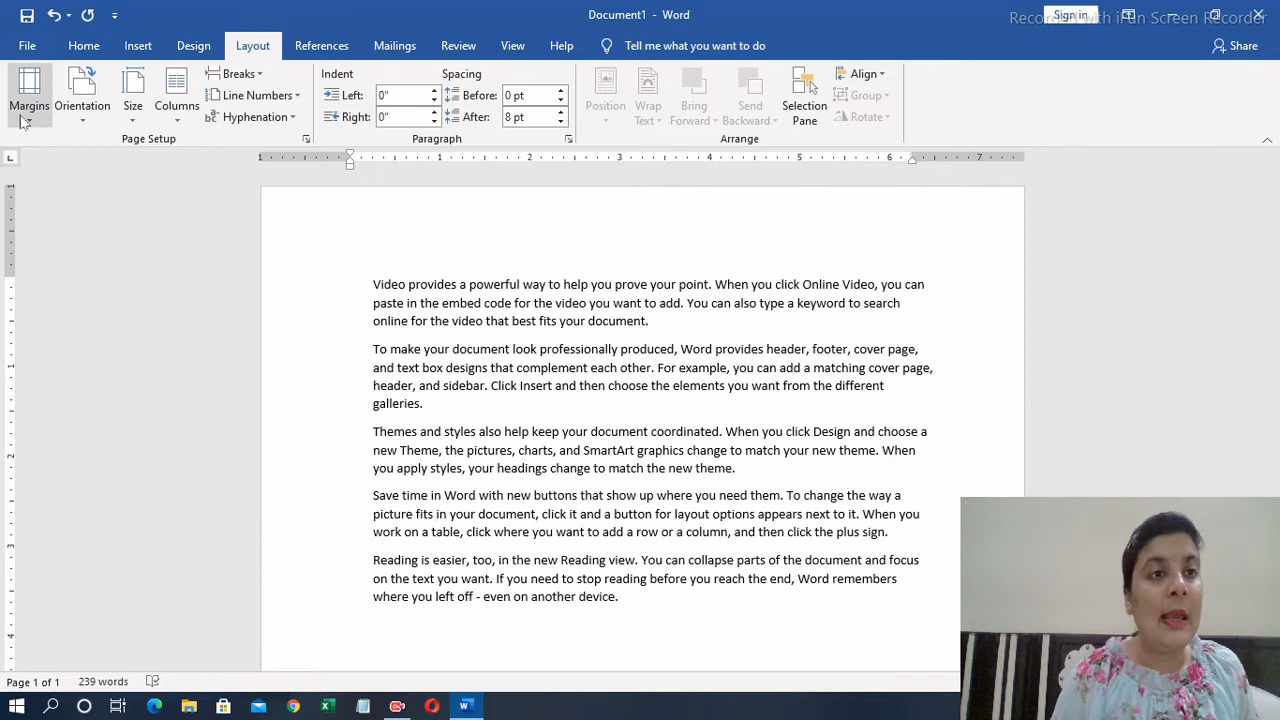 Document1 - Word
Sign in
Recorded with iFun Screen Recorder
File Home Insert Design Layout References Mailings Review View Help Tell me what you want to do Share
Margins
Orientation
Size
Columns
Breaks
Line Numbers
Hyphenation
Page Setup
Indent
Left: 0"
Right: 0"
Spacing
Before: 0 pt
After: 8 pt
Paragraph
Position
Wrap
Text
Bring
Forward
Send
Backward
Selection
Pane
Align
Group
Rotate
Arrange
1 1 2 3 4 5 6 7
Video provides a powerful way to help you prove your point. When you click Online Video, you can
paste in the embed code for the video you want to add. You can also type a keyword to search
online for the video that best fits your document.
To make your document look professionally produced, Word provides header, footer, cover page,
and text box designs that complement each other. For example, you can add a matching cover page,
header, and sidebar. Click Insert and then choose the elements you want from the different
galleries.
Themes and styles also help keep your document coordinated. When you click Design and choose a
new Theme, the pictures, charts, and SmartArt graphics change to match your new theme. When
you apply styles, your headings change to match the new theme.
Save time in Word with new buttons that show up where you need them. To change the way a
picture fits in your document, click it and a button for layout options appears next to it. When you
work on a table, click where you want to add a row or a column, and then click the plus sign.
Reading is easier, too, in the new Reading view. You can collapse parts of the document and focus
on the text you want. If you need to stop reading before you reach the end, Word remembers
where you left off - even on another device.
Page 1 of 1 239 words